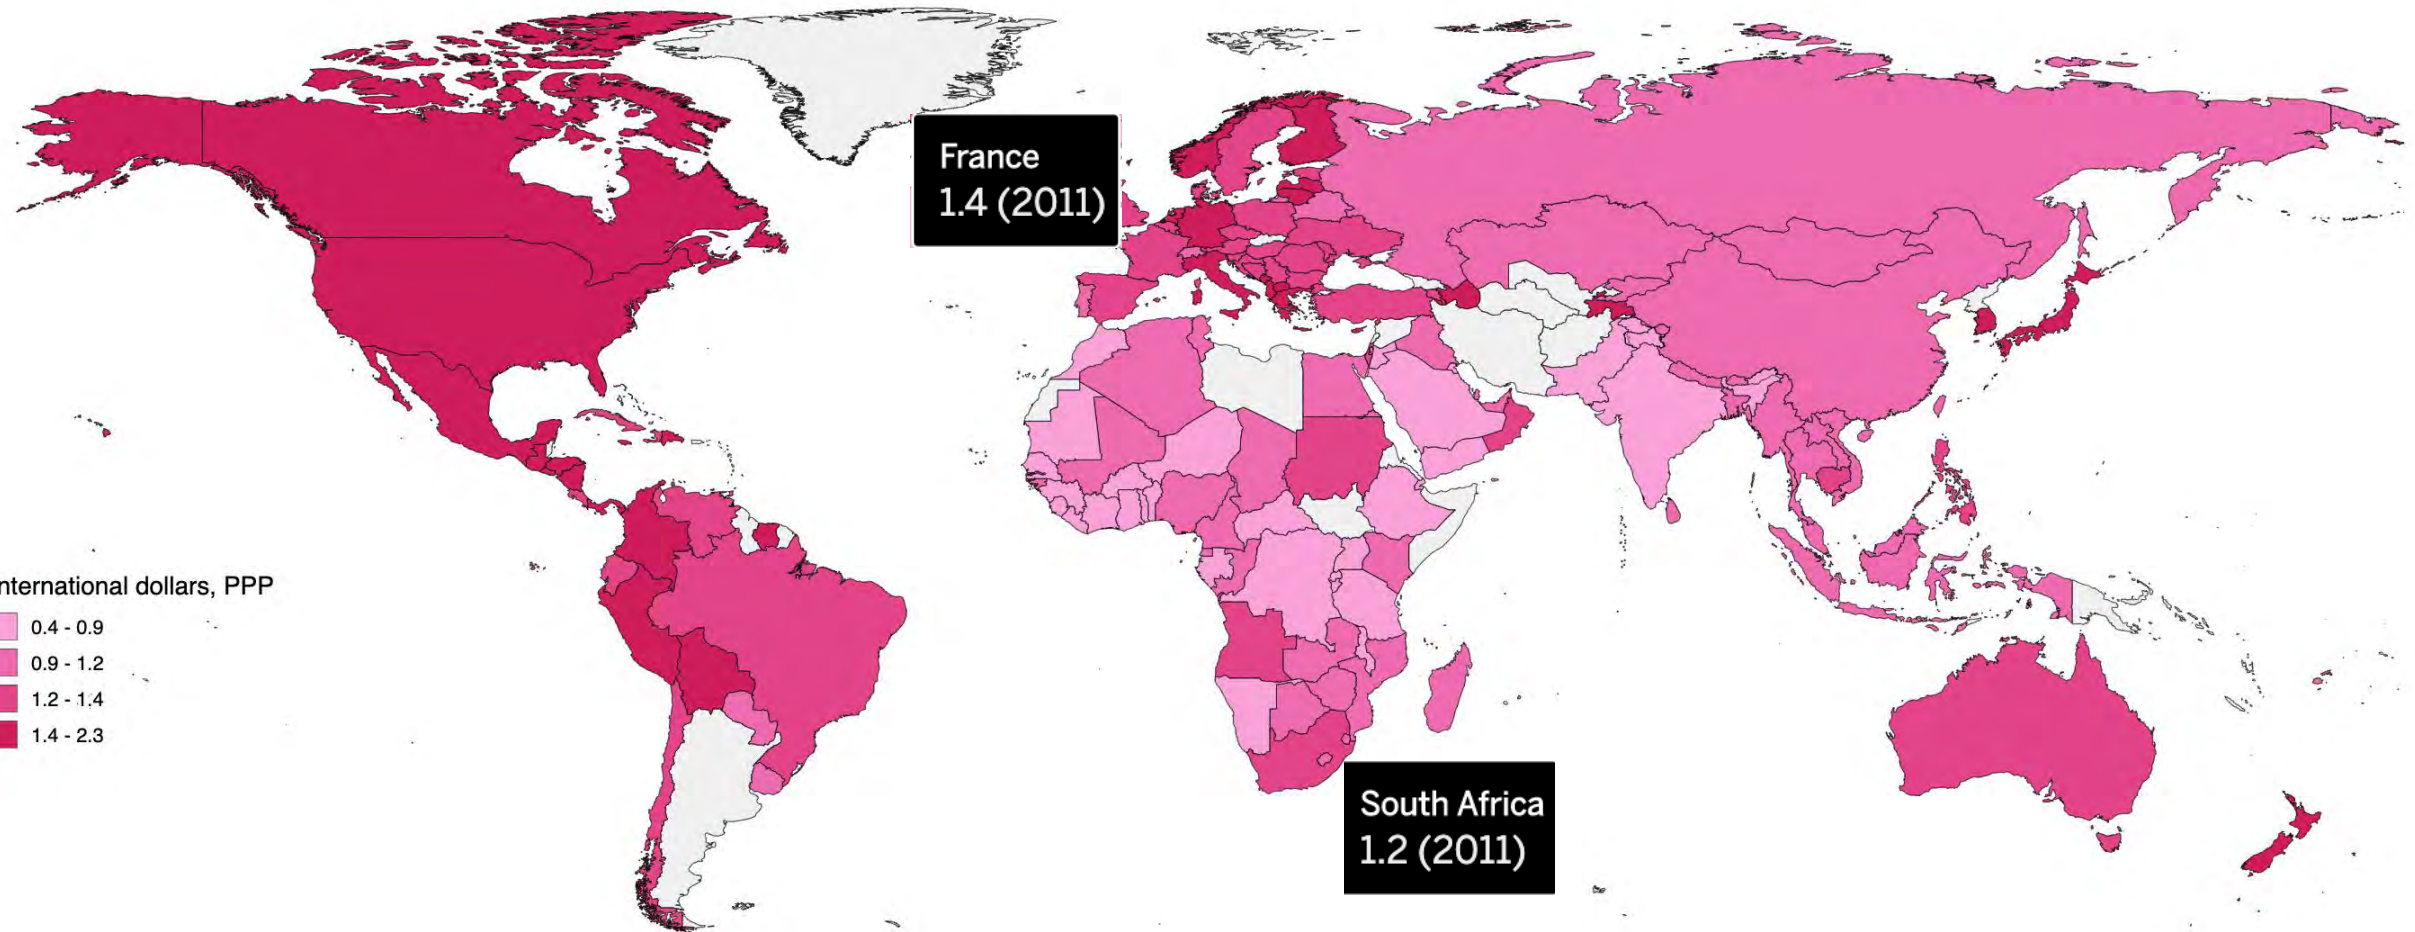 France
1.4 (2011)
nternational dollars, PPP
0.4 - 0.9
0.9 - 1.2
1.2 - 1.4
1.4 - 2.3
South Africa
1.2 (2011)